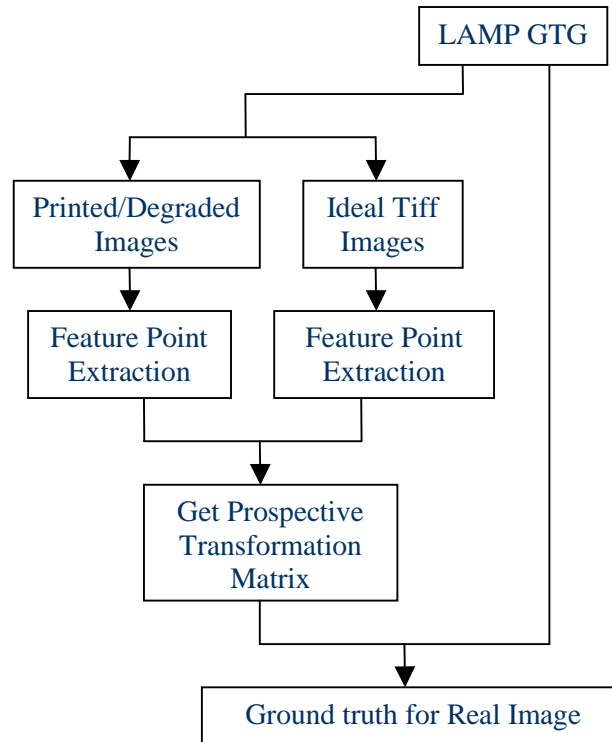 LAMP GTG
Printed/Degraded
Images
Ideal Tiff
Images
Feature Point
Extraction
Feature Point
Extraction
Get Prospective
Transformation
Matrix
Ground truth for Real Image